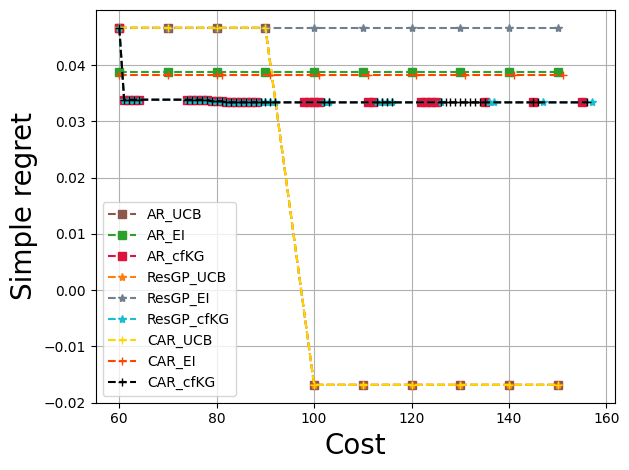 Simple regret
0.04
0.03
0.02
0.01
0.00
−0.01
−0.02
AR_UCB
AR_EI
AR_cfKG
ResGP_UCB
ResGP_EI
ResGP_cfKG
CAR_UCB
CAR_EI
CAR_cfKG
60 80 100 120 140 160
Cost